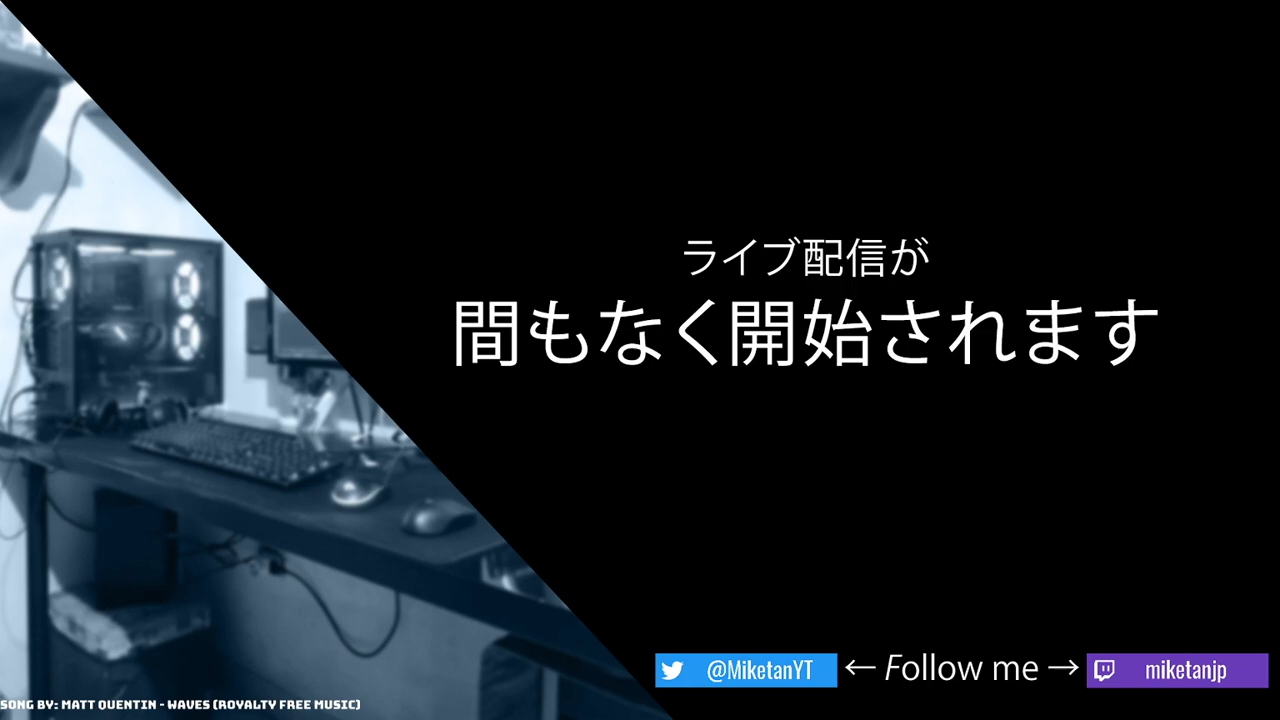 ライブ配信が
間もなく開始されます
@MiketanYT ← Follow me → miketanjp
SONG BY: MATT QUENTIN - WAVES (ROYALTY FREE MUSIC)